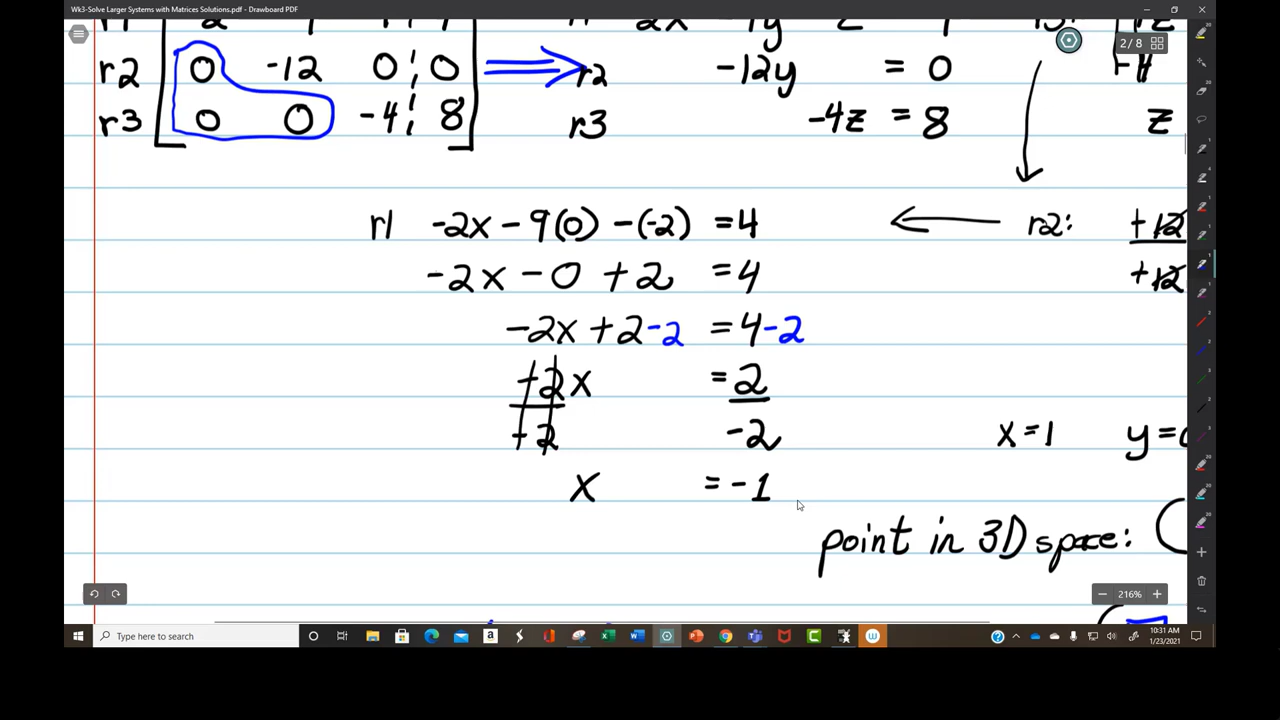 Wk3-Solve Larger Systems with Matrices Solutions.pdf - Drawboard PDF
2 / 8
r2 0 -12 0 ¦ 0 ⇒ r2 -12y = 0
r3 0 0 -4 ¦ 8 r3 -4z = 8 z
r1 -2x - 9(0) - (-2) = 4 ← r2: +12
-2x - 0 + 2 = 4 +12
-2x + 2 - 2 = 4 - 2
-2x = 2
-2 -2 x = 1 y =
x = -1
point in 3D space: (
216%
Type here to search
10:31 AM
1/23/2021